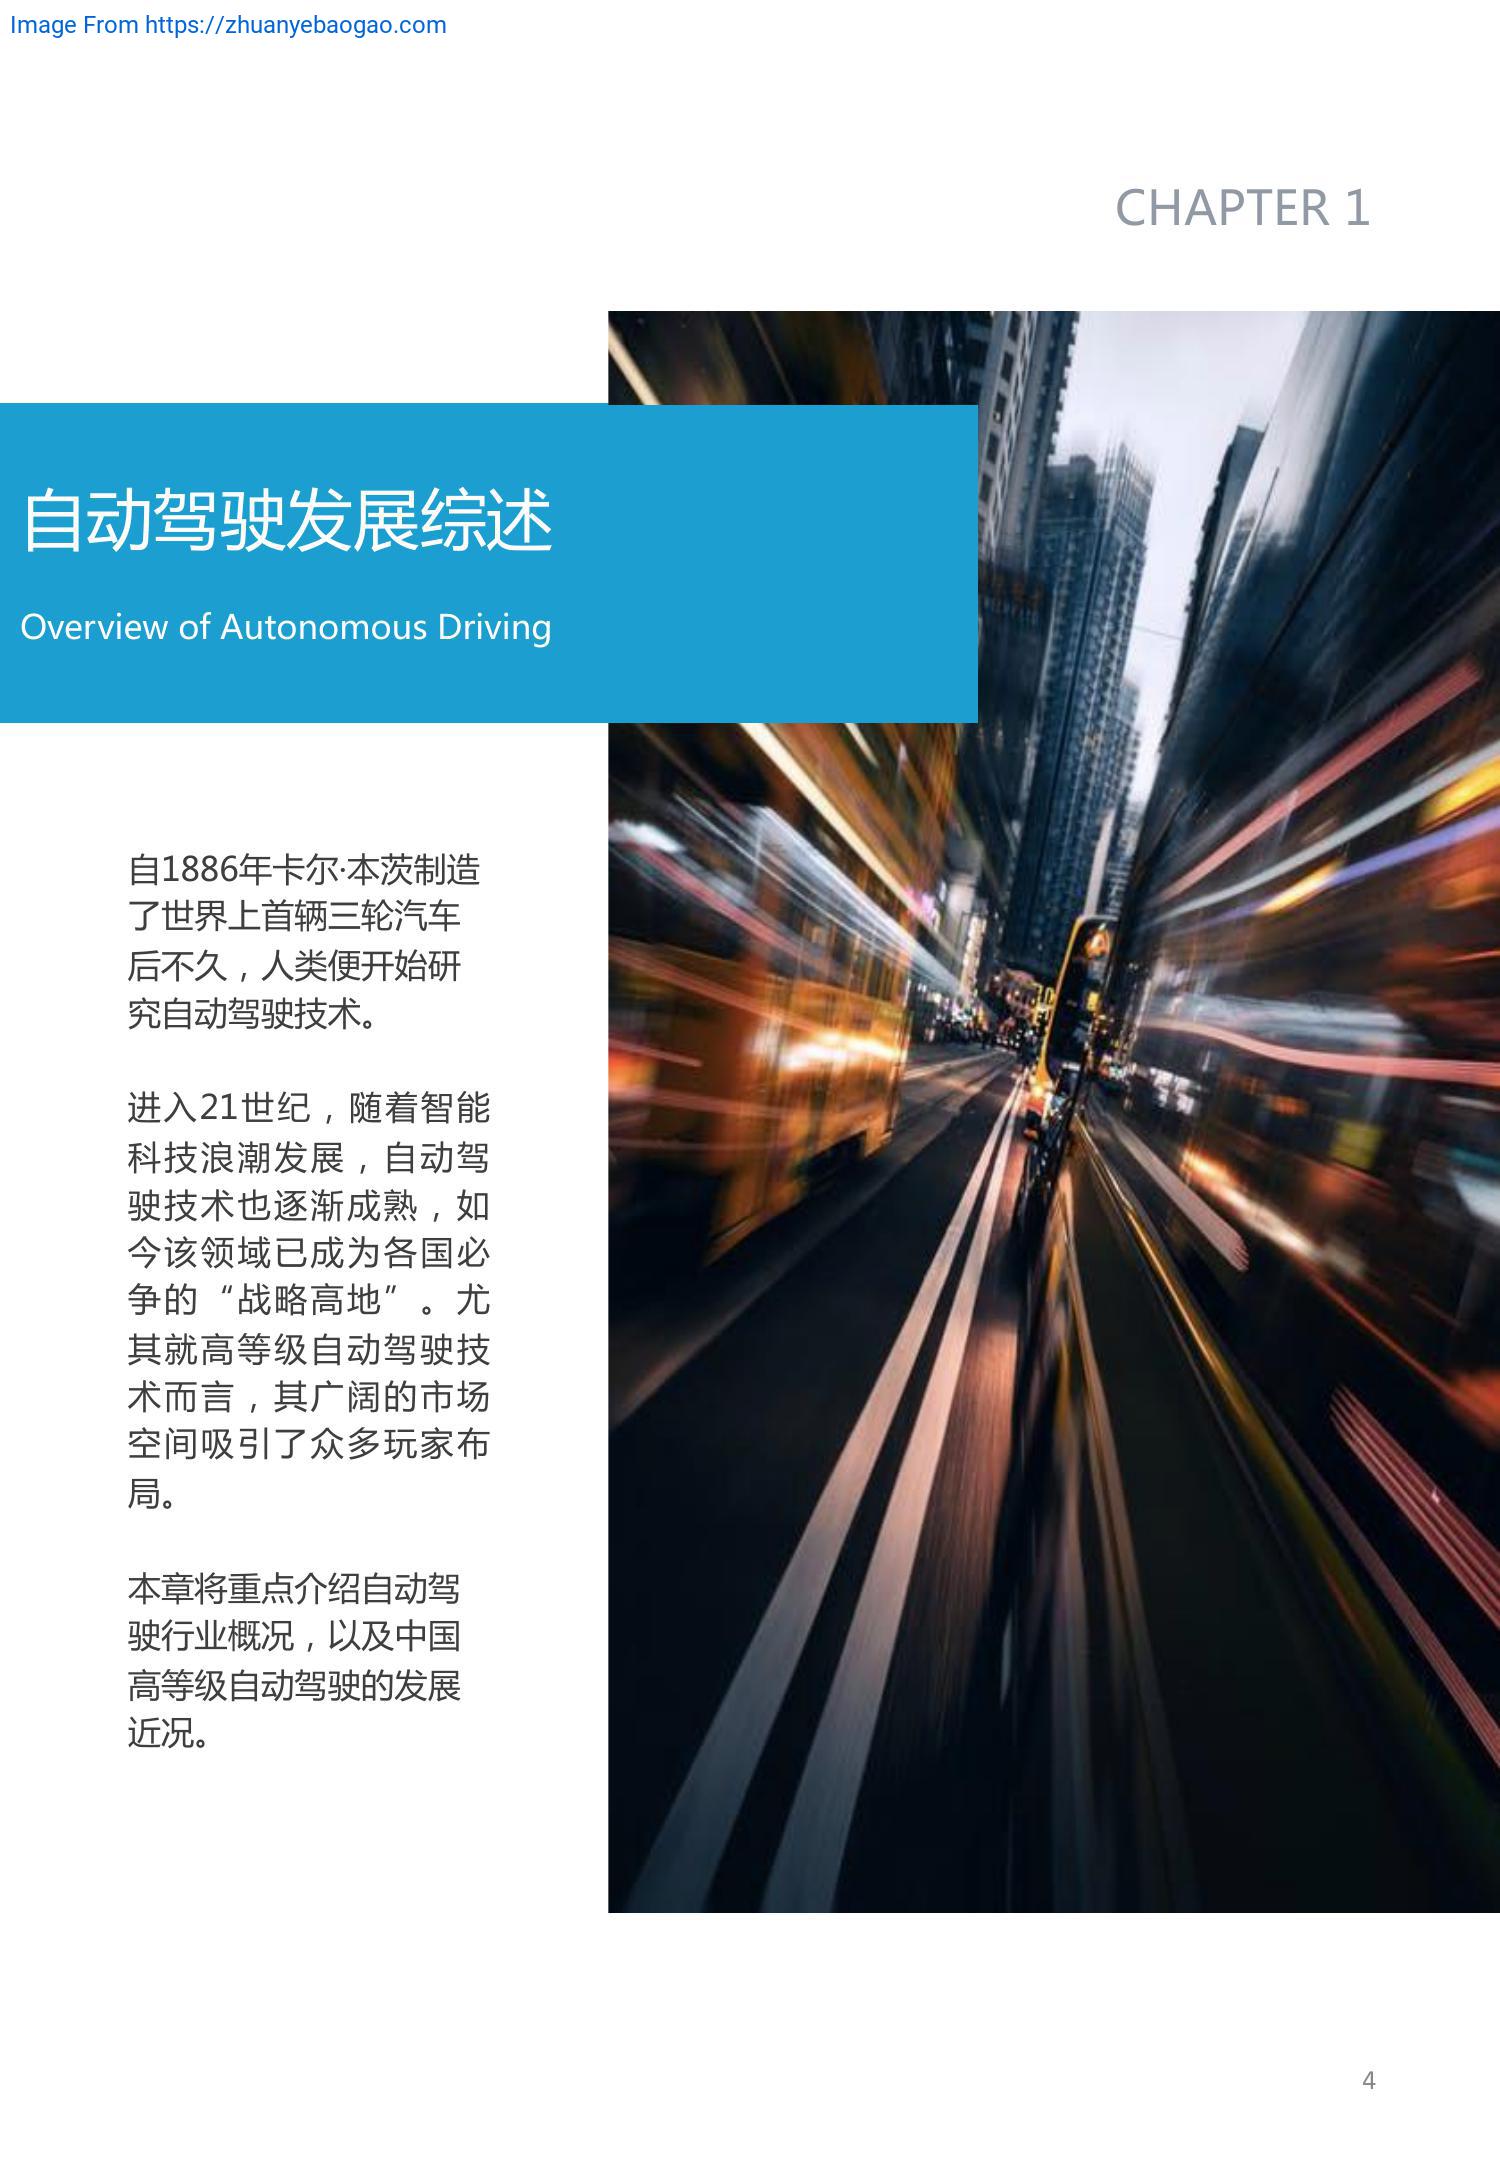 Image From https://zhuanyebaogao.com
CHAPTER 1
自动驾驶发展综述
Overview of Autonomous Driving
自1886年卡尔·本茨制造
了世界上首辆三轮汽车
后不久，人类便开始研
究自动驾驶技术。
进入21世纪，随着智能
科技浪潮发展，自动驾
驶技术也逐渐成熟，如
今该领域已成为各国必
争的“战略高地”。尤
其就高等级自动驾驶技
术而言，其广阔的市场
空间吸引了众多玩家布
局。
本章将重点介绍自动驾
驶行业概况，以及中国
高等级自动驾驶的发展
近况。
4